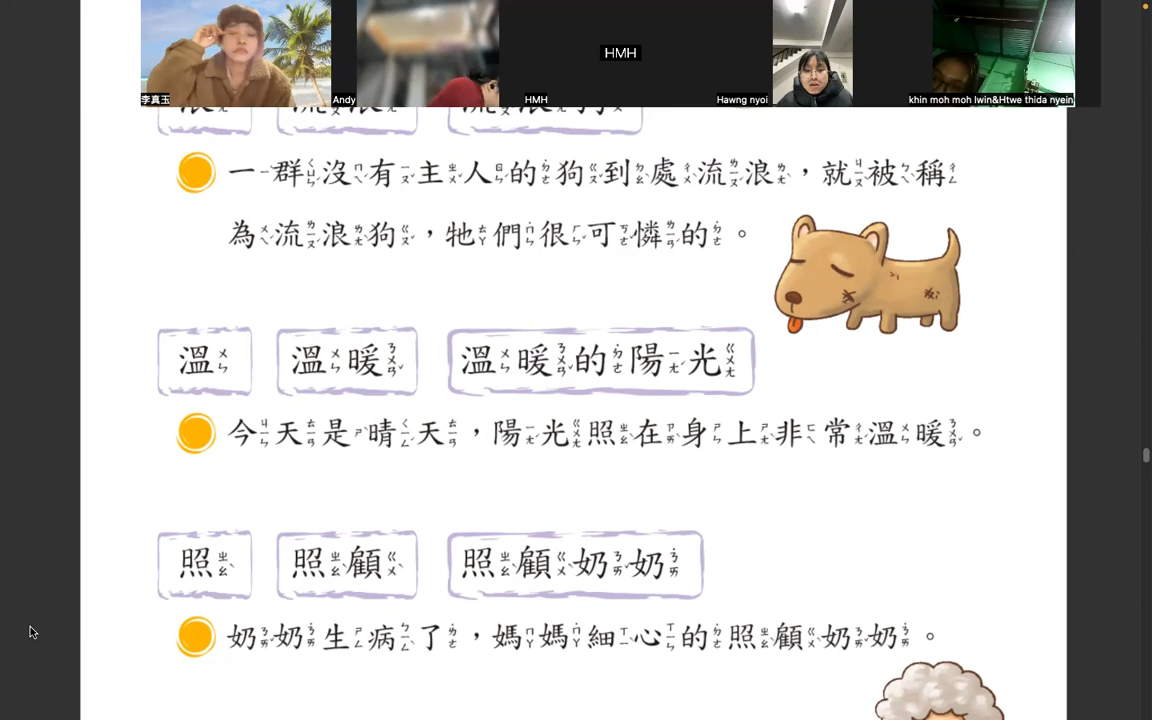 李真玉
Andy
HMH
HMH
Hawng nyoi
khin moh moh lwin&Htwe thida nyein
一群沒有主人的狗到處流浪，就被稱
為流浪狗，牠們很可憐的。
溫 溫暖 溫暖的陽光
今天是晴天，陽光照在身上非常溫暖。
照 照顧 照顧奶奶
奶奶生病了，媽媽細心的照顧奶奶。